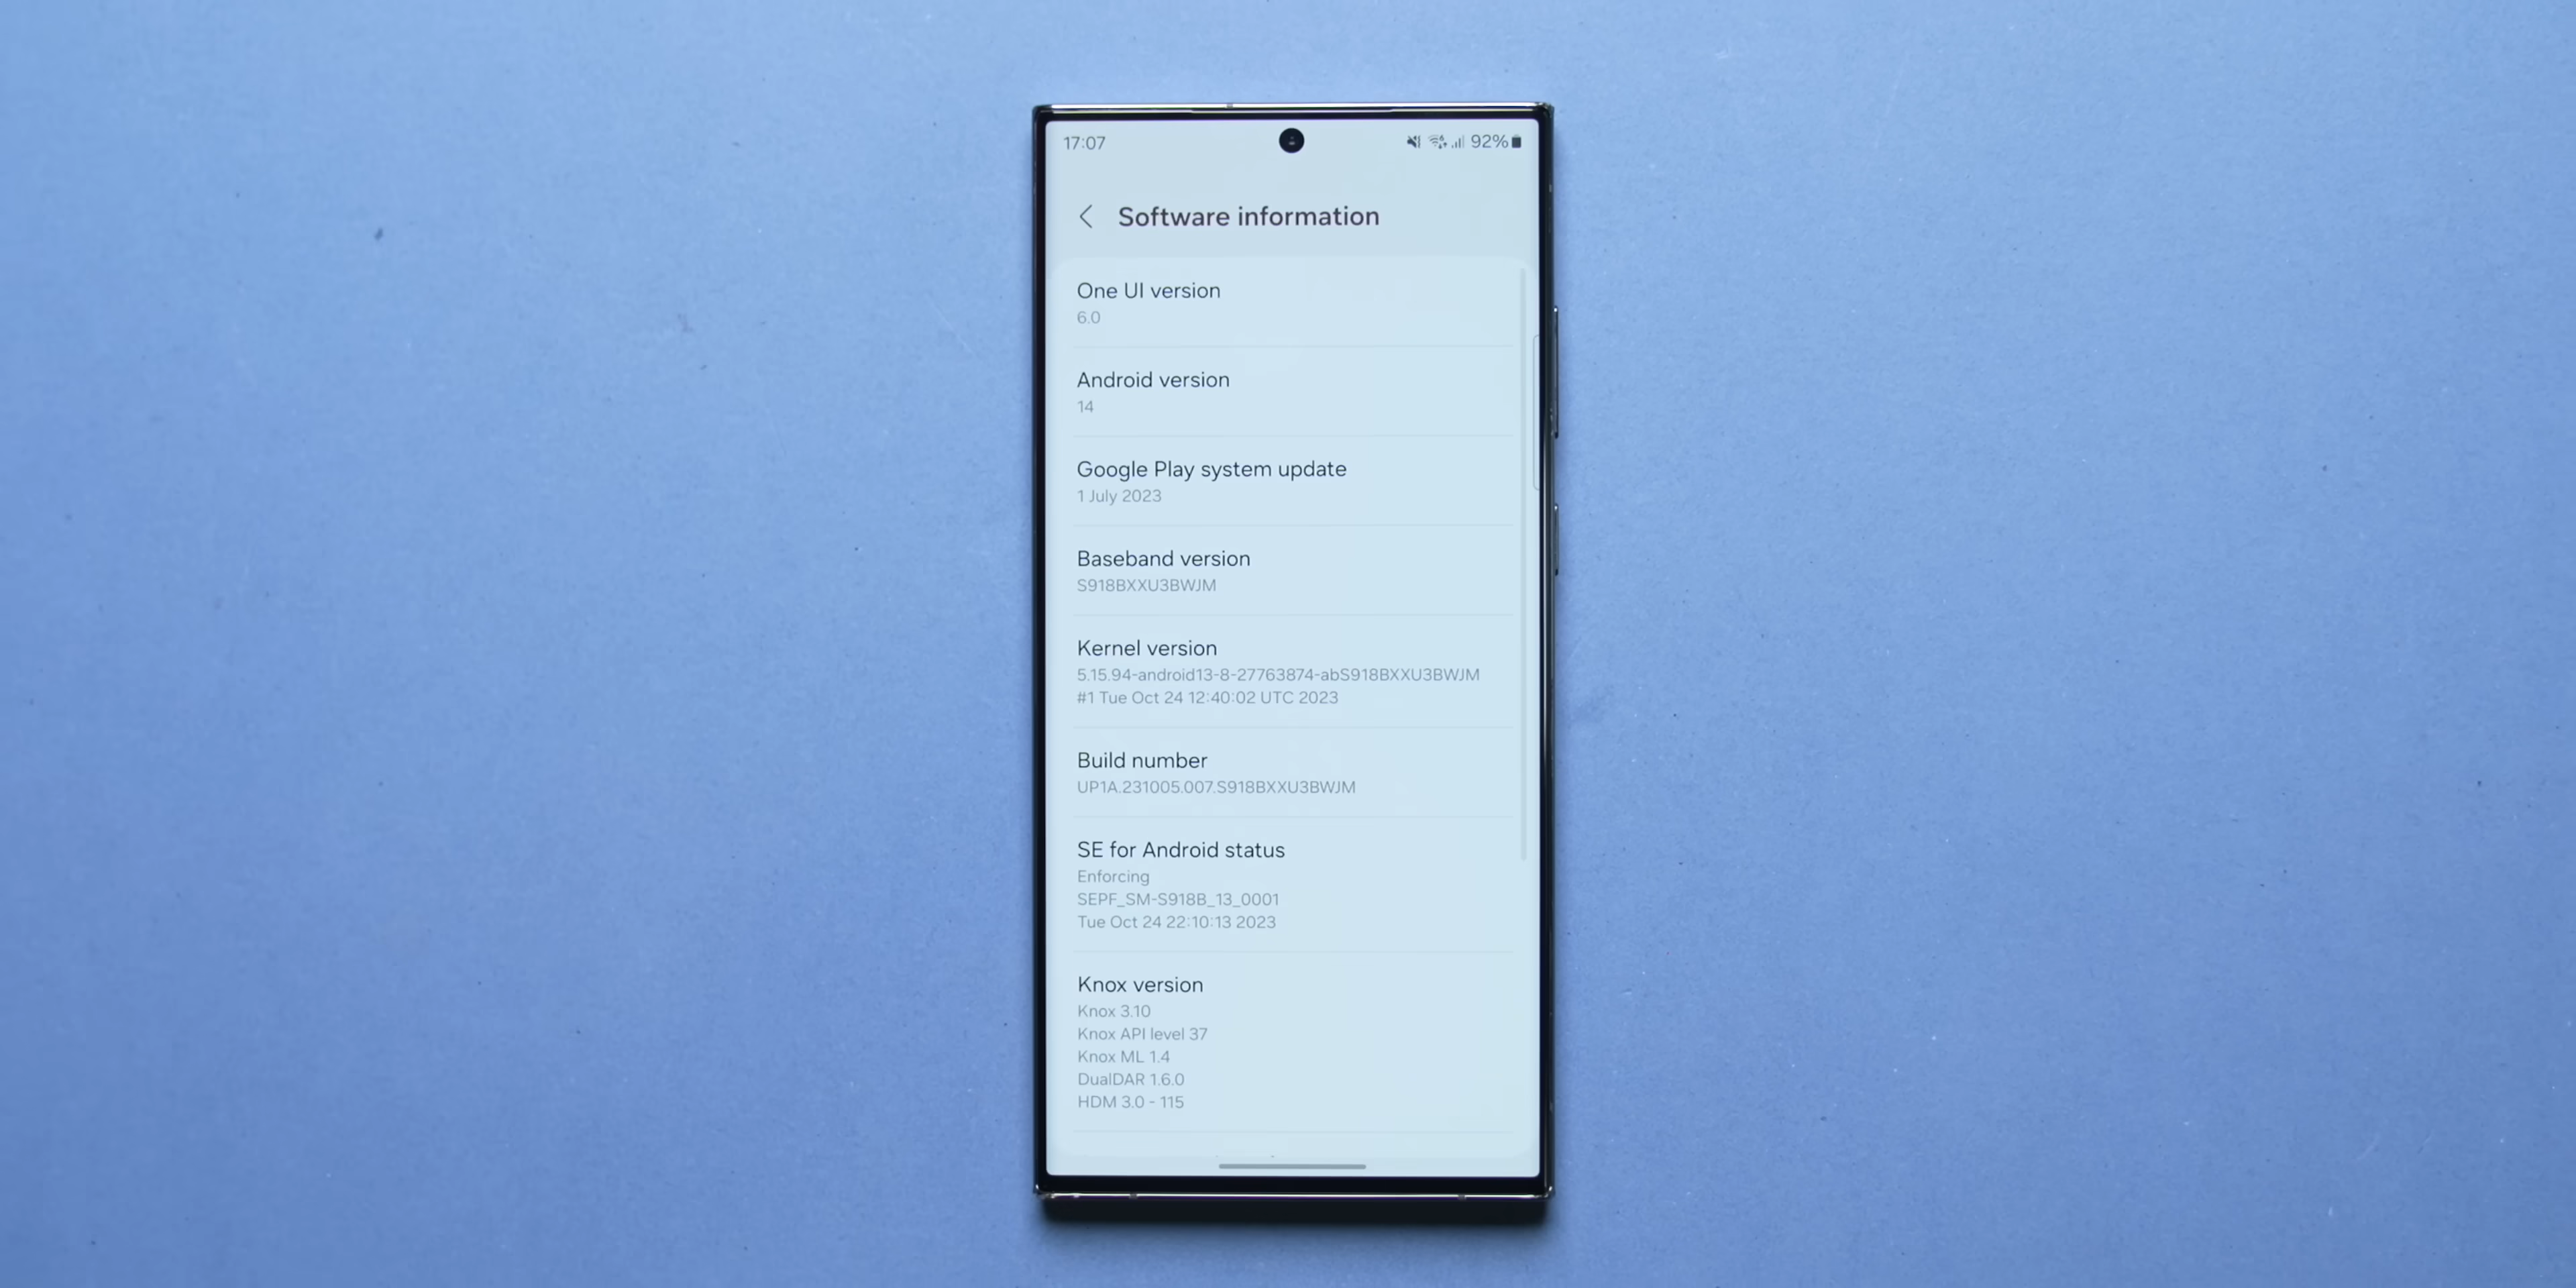 17:07 92%
Software information
One UI version
6.0
Android version
14
Google Play system update
1 July 2023
Baseband version
S918BXXU3BWJM
Kernel version
5.15.94-android13-8-27763874-abS918BXXU3BWJM
#1 Tue Oct 24 12:40:02 UTC 2023
Build number
UP1A.231005.007.S918BXXU3BWJM
SE for Android status
Enforcing
SEPF_SM-S918B_13_0001
Tue Oct 24 22:10:13 2023
Knox version
Knox 3.10
Knox API level 37
Knox ML 1.4
DualDAR 1.6.0
HDM 3.0 - 115